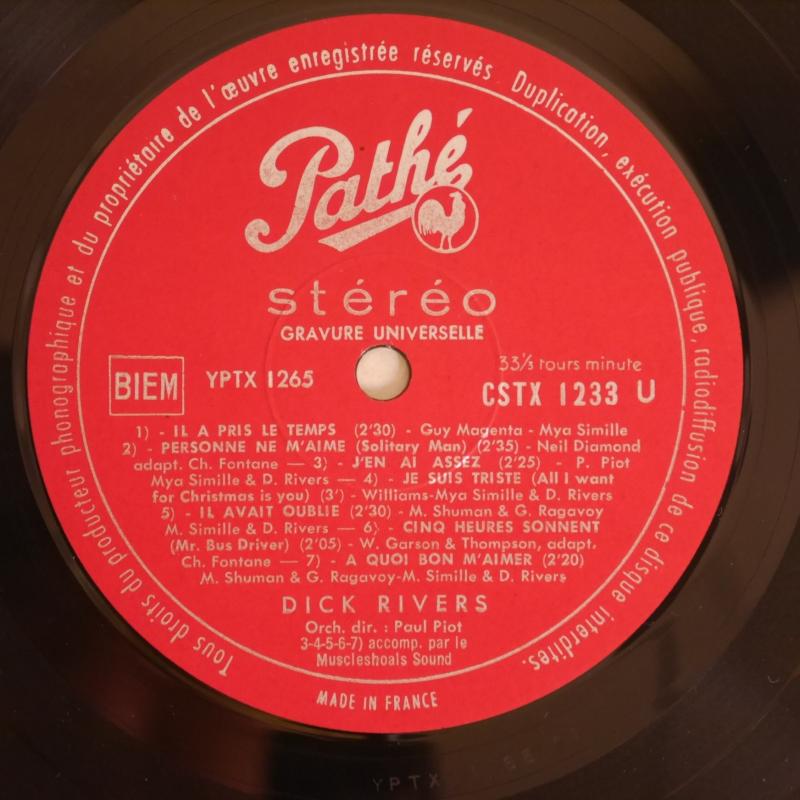 Tous droits du producteur phonographique et du propriétaire de l'œuvre enregistrée réservés. Duplication, exécution publique, radiodiffusion de ce disque interdites.
Pathé
stéréo
GRAVURE UNIVERSELLE
BIEM YPTX 1265
33⅓ tours minute
CSTX 1233 U
1) - IL A PRIS LE TEMPS (2'30) - Guy Magenta - Mya Simille
2) - PERSONNE NE M'AIME (Solitary Man) (2'35) - Neil Diamond
adapt. Ch. Fontane — 3) - J'EN AI ASSEZ (2'25) - P. Piot
Mya Simille & D. Rivers — 4) - JE SUIS TRISTE (All I want
for Christmas is you) (3') - Williams-Mya Simille & D. Rivers
5) - IL AVAIT OUBLIE (2'30) - M. Shuman & G. Ragavoy
M. Simille & D. Rivers — 6) - CINQ HEURES SONNENT
(Mr. Bus Driver) (2'05) - W. Garson & Thompson, adapt.
Ch. Fontane — 7) - A QUOI BON M'AIMER (2'20)
M. Shuman & G. Ragavoy-M. Simille & D. Rivers
DICK RIVERS
Orch. dir. : Paul Piot
3-4-5-6-7) accomp. par le
Muscleshoals Sound
MADE IN FRANCE
YPTX